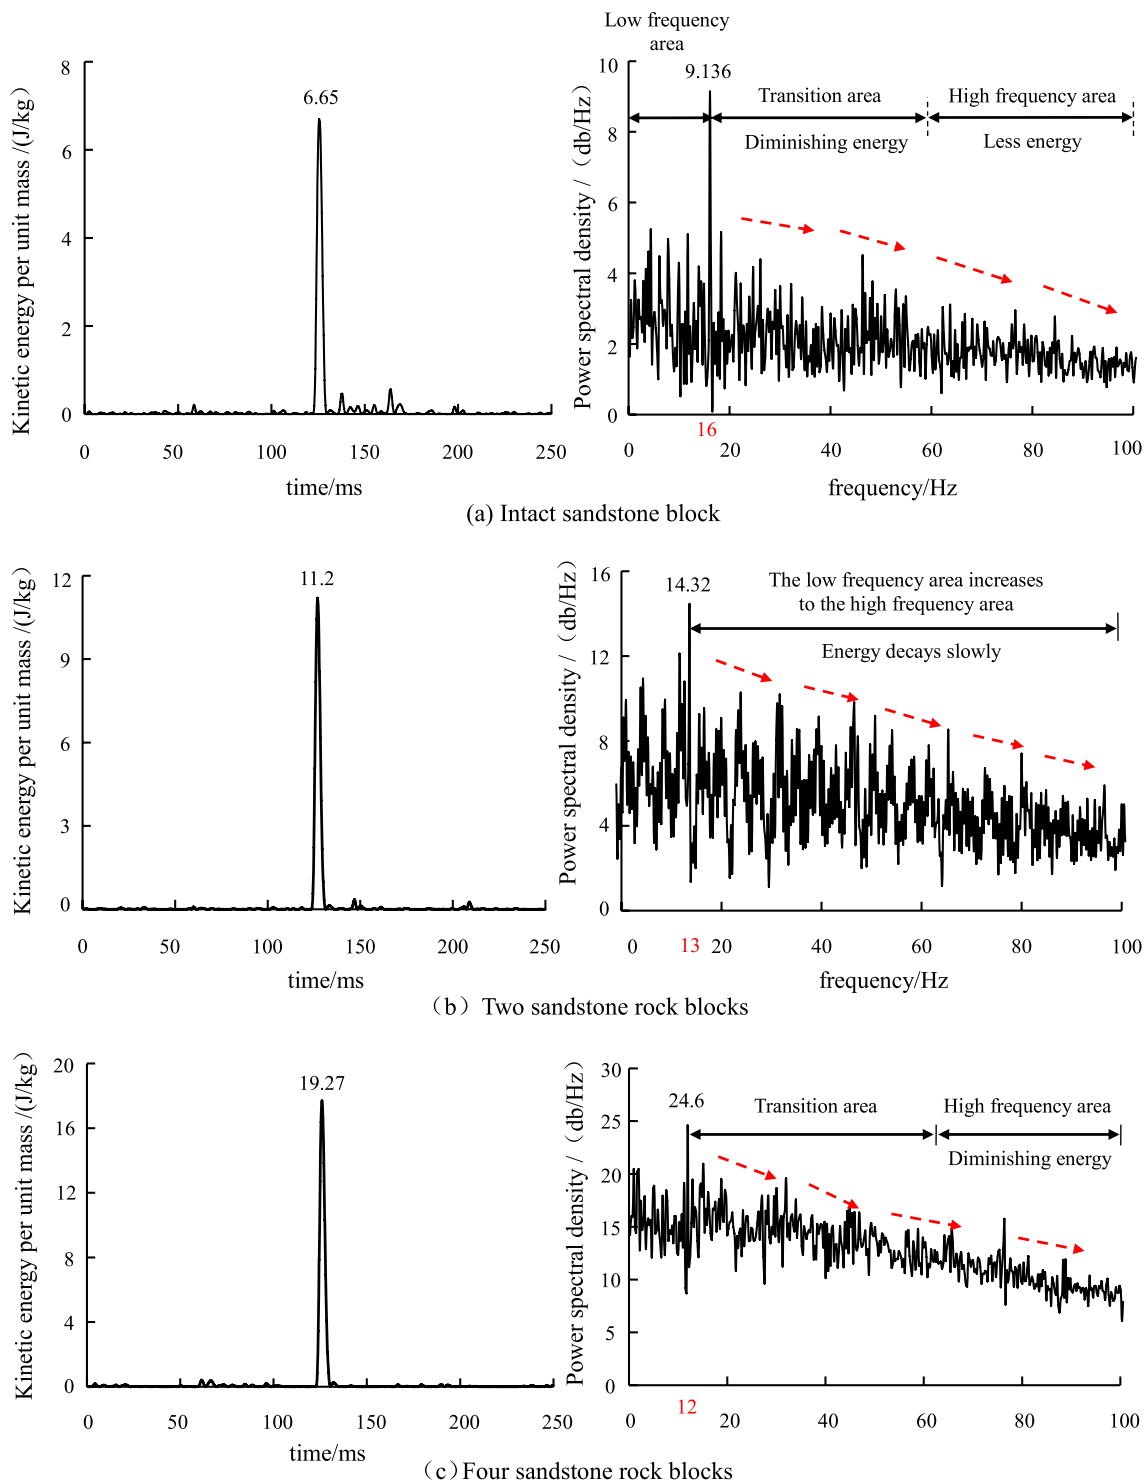 Low frequency
area
Kinetic energy per unit mass /(J/kg)
8
6
4
2
0
6.65
0 50 100 150 200 250
time/ms
Power spectral density /（db/Hz）
10
8
6
4
2
0
9.136
Transition area
Diminishing energy
High frequency area
Less energy
16
0 20 40 60 80 100
frequency/Hz
(a) Intact sandstone block
Kinetic energy per unit mass /(J/kg)
12
9
6
3
0
11.2
0 50 100 150 200 250
time/ms
Power spectral density /（db/Hz）
16
12
8
4
0
14.32
The low frequency area increases
to the high frequency area
Energy decays slowly
0 13 20 40 60 80 100
frequency/Hz
（b）Two sandstone rock blocks
Kinetic energy per unit mass /(J/kg)
20
16
12
8
4
0
19.27
0 50 100 150 200 250
time/ms
Power spectral density /（db/Hz）
30
25
20
15
10
5
0
24.6
Transition area
High frequency area
Diminishing energy
12
0 20 40 60 80 100
（c）Four sandstone rock blocks